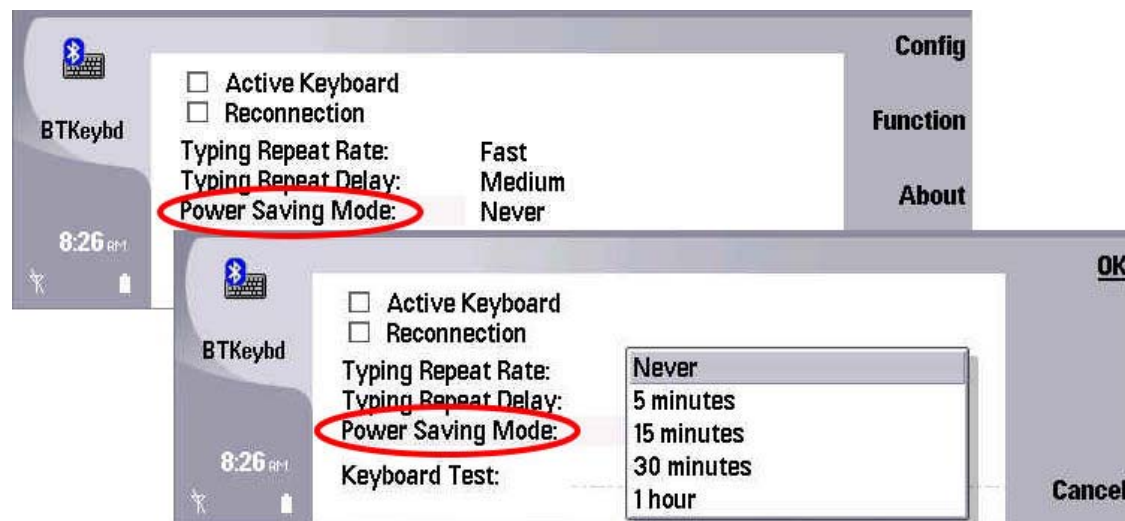 Config
Active Keyboard
Reconnection
BTKeybd
Function
Typing Repeat Rate: Fast
Typing Repeat Delay: Medium
About
Power Saving Mode: Never
8:26 AM
OK
Active Keyboard
Reconnection
BTKeybd
Typing Repeat Rate:
Typing Repeat Delay:
Power Saving Mode:
Never
5 minutes
15 minutes
30 minutes
1 hour
8:26 AM
Keyboard Test:
Cancel